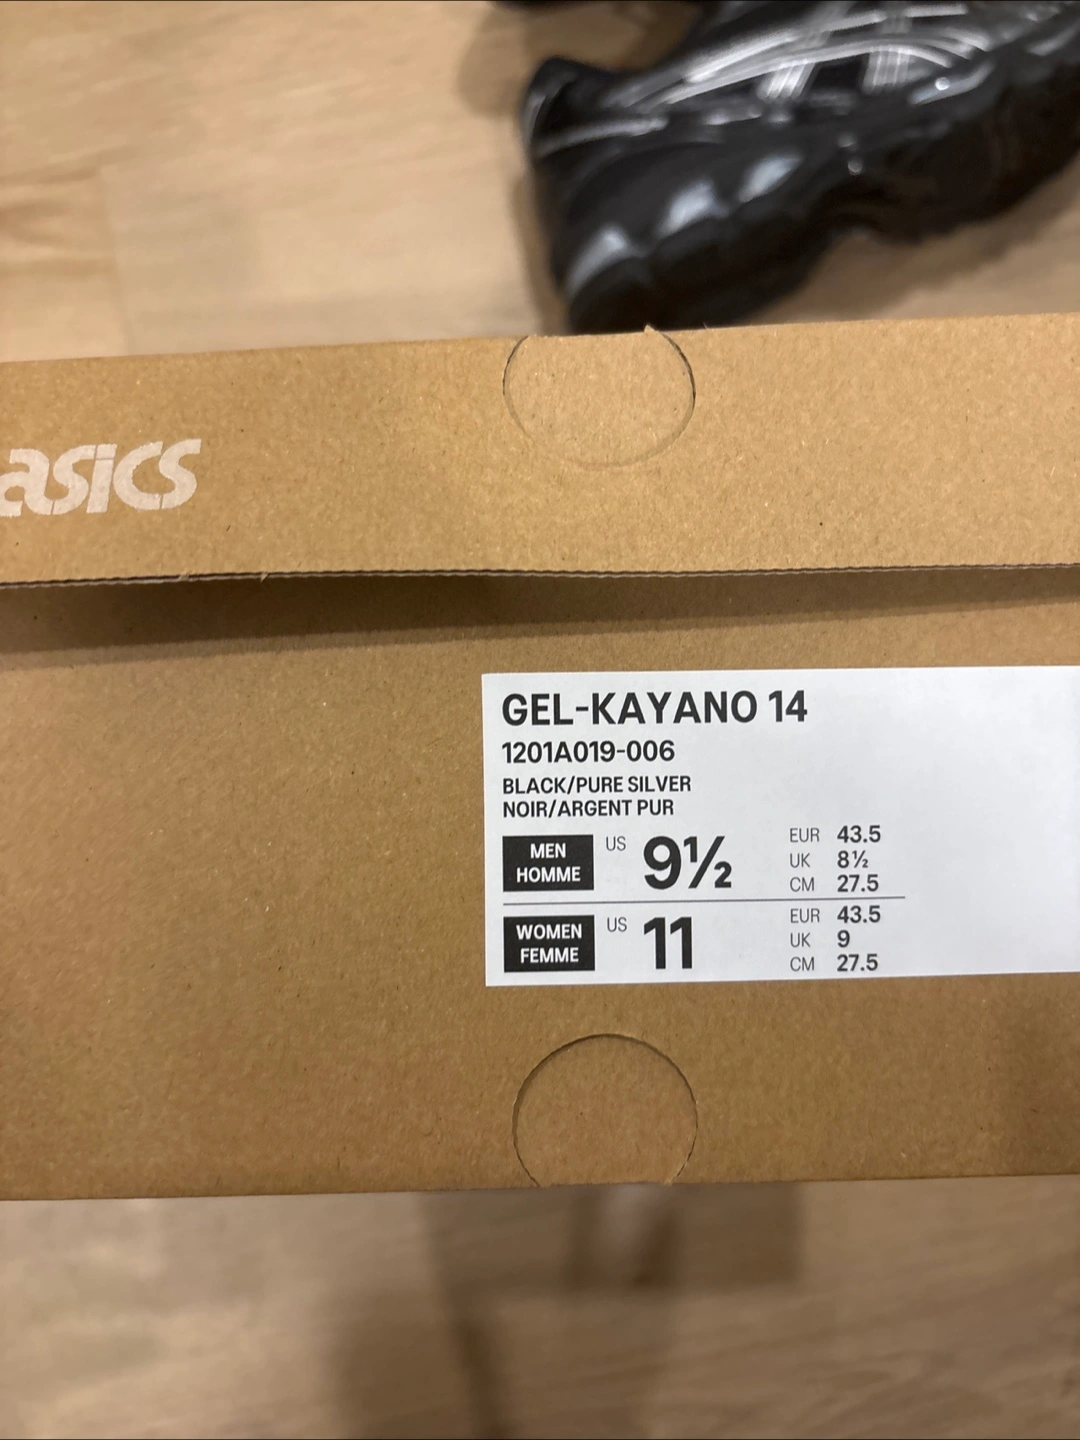 asics
GEL-KAYANO 14
1201A019-006
BLACK/PURE SILVER
NOIR/ARGENT PUR
MEN HOMME US 9½ EUR 43.5
UK 8½
CM 27.5
WOMEN FEMME US 11 EUR 43.5
UK 9
CM 27.5